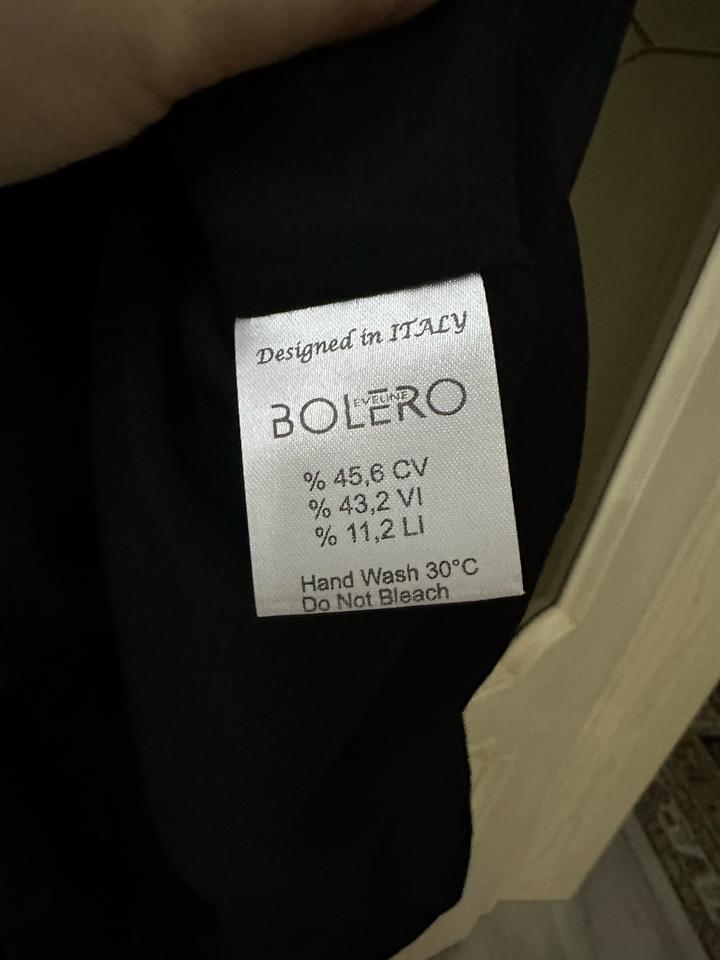 Designed in ITALY
BOLERO
EVELINE
% 45,6 CV
% 43,2 VI
% 11,2 LI
Hand Wash 30°C
Do Not Bleach